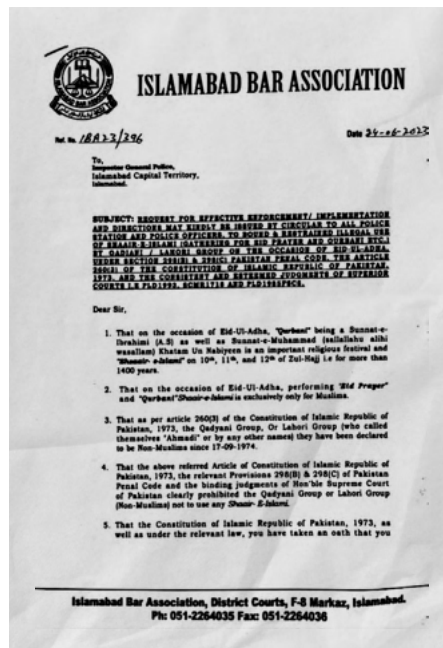 ISLAMABAD BAR ASSOCIATION
Ref. No. IBA23/396
Date 24-06-2023
To,
Inspector General Police,
Islamabad Capital Territory,
Islamabad.
SUBJECT: REQUEST FOR EFFECTIVE ENFORCEMENT/ IMPLEMENTATION
AND DIRECTIONS MAY KINDLY BE ISSUED BY CIRCULAR TO ALL POLICE
STATION AND POLICE OFFICERS, TO BOUND & RESTRAINED ILLEGAL USE
OF SHAAIR-E-ISLAMI (GATHERING FOR EID PRAYER AND QURBANI ETC.)
BY QADIANI / LAHORI GROUP OF THE OCCASION OF EID-UL-ADHA,
UNDER SECTION 298(B) & 298(C) PAKISTAN PENAL CODE, THE ARTICLE
260(3) OF THE CONSTITUTION OF ISLAMIC REPUBLIC OF PAKISTAN,
1973, AND THE CONSISTENT AND ESTEEMED JUDGMENTS OF SUPERIOR
COURTS I.E PLD1993, SCMR1718 AND PLD1985FSC8.
Dear Sir,
1. That on the occasion of Eid-Ul-Adha, "Qurbani" being a Sunnat-e-
Ibrahimi (A.S) as well as Sunnat-e-Muhammad (sallallahu alihi
wasallam) Khatam Un Nabiyeen is an important religious festival and
"Shaair-e-Islami" on 10th, 11th, and 12th of Zul-Hajj i.e for more than
1400 years.
2. That on the occasion of Eid-Ul-Adha, performing "Eid Prayer"
and "Qurbani" Shaair-e-Islami is exclusively only for Muslims.
3. That as per article 260(3) of the Constitution of Islamic Republic of
Pakistan, 1973, the Qadyani Group, Or Lahori Group (who called
themselves "Ahmadi" or by any other names) they have been declared
to be Non-Muslims since 17-09-1974.
4. That the above referred Article of Constitution of Islamic Republic of
Pakistan, 1973, the relevant Provisions 298(B) & 298(C) of Pakistan
Penal Code and the binding judgments of Hon'ble Supreme Court
of Pakistan clearly prohibited the Qadyani Group or Lahori Group
(Non-Muslims) not to use any Shaair-E-Islami.
5. That the Constitution of Islamic Republic of Pakistan, 1973, as
well as under the relevant law, you have taken an oath that you
Islamabad Bar Association, District Courts, F-8 Markaz, Islamabad.
Ph: 051-2264035 Fax: 051-2264036